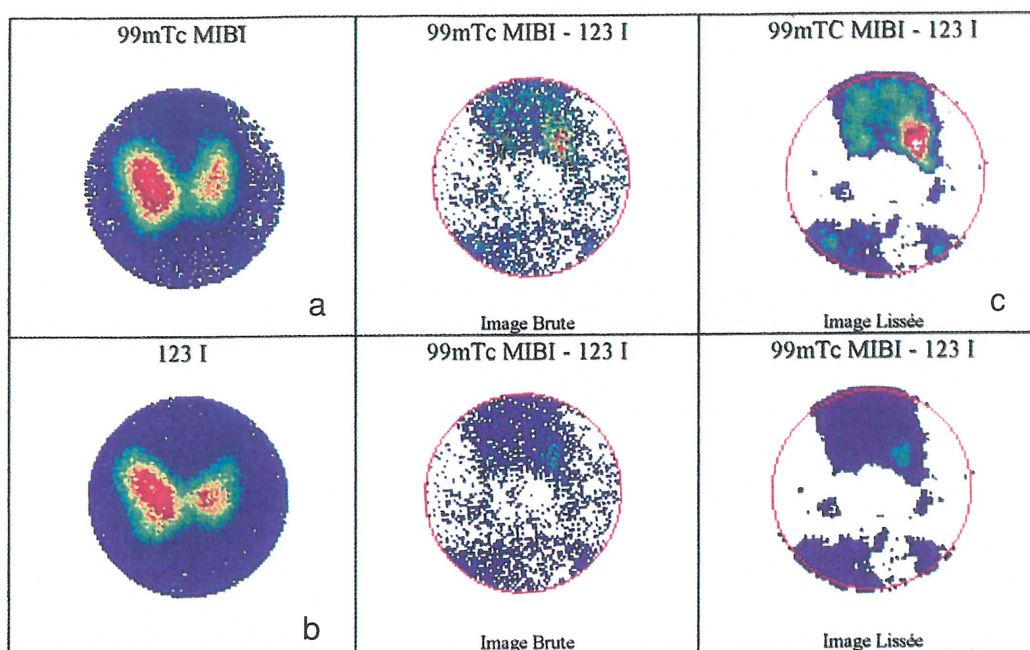 99mTc MIBI
a
99mTc MIBI - 123 I
Image Brute
99mTC MIBI - 123 I
c
Image Lissée
123 I
b
99mTc MIBI - 123 I
Image Brute
99mTc MIBI - 123 I
Image Lissée